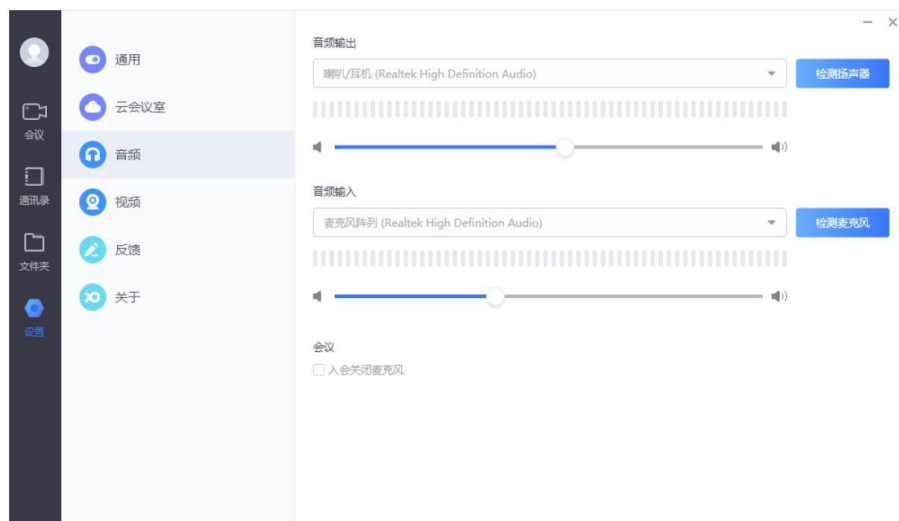 会议
通讯录
文件夹
设置
通用
云会议室
音频
视频
反馈
关于
音频输出
喇叭/耳机 (Realtek High Definition Audio)
检测扬声器
音频输入
麦克风阵列 (Realtek High Definition Audio)
检测麦克风
会议
入会关闭麦克风